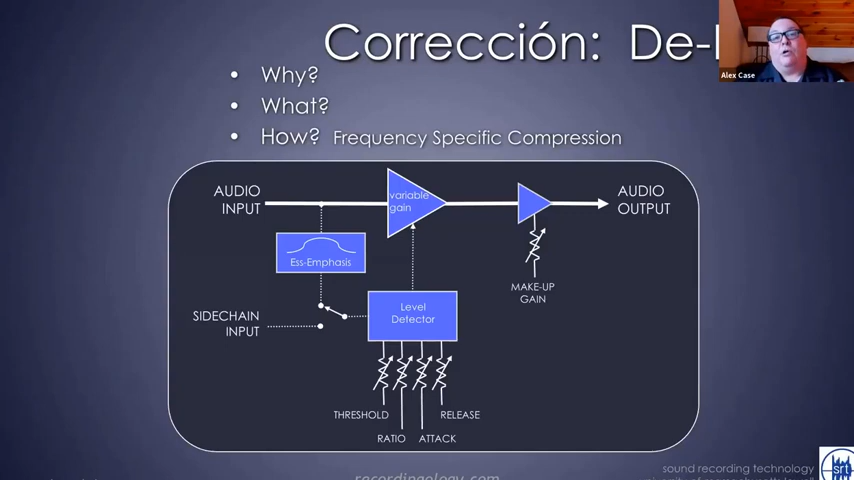 Corrección: De-
Alex Case
• Why?
• What?
• How? Frequency Specific Compression
AUDIO
INPUT
variable
gain
AUDIO
OUTPUT
Ess-Emphasis
MAKE-UP
GAIN
SIDECHAIN
INPUT
Level
Detector
THRESHOLD
RELEASE
RATIO
ATTACK
recordingology.com
sound recording technology
srt